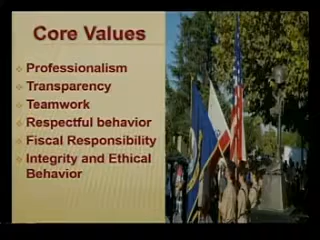 Core Values
Professionalism
Transparency
Teamwork
Respectful behavior
Fiscal Responsibility
Integrity and Ethical
Behavior